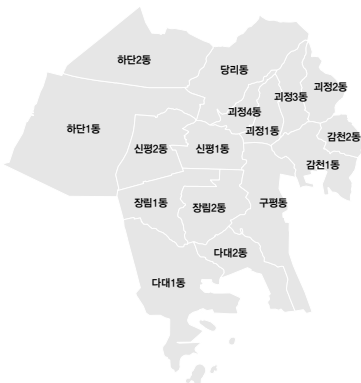 하단2동
당리동
괴정2동
괴정3동
괴정4동
하단1동
괴정1동
감천2동
신평2동
신평1동
감천1동
장림1동
장림2동
구평동
다대2동
다대1동